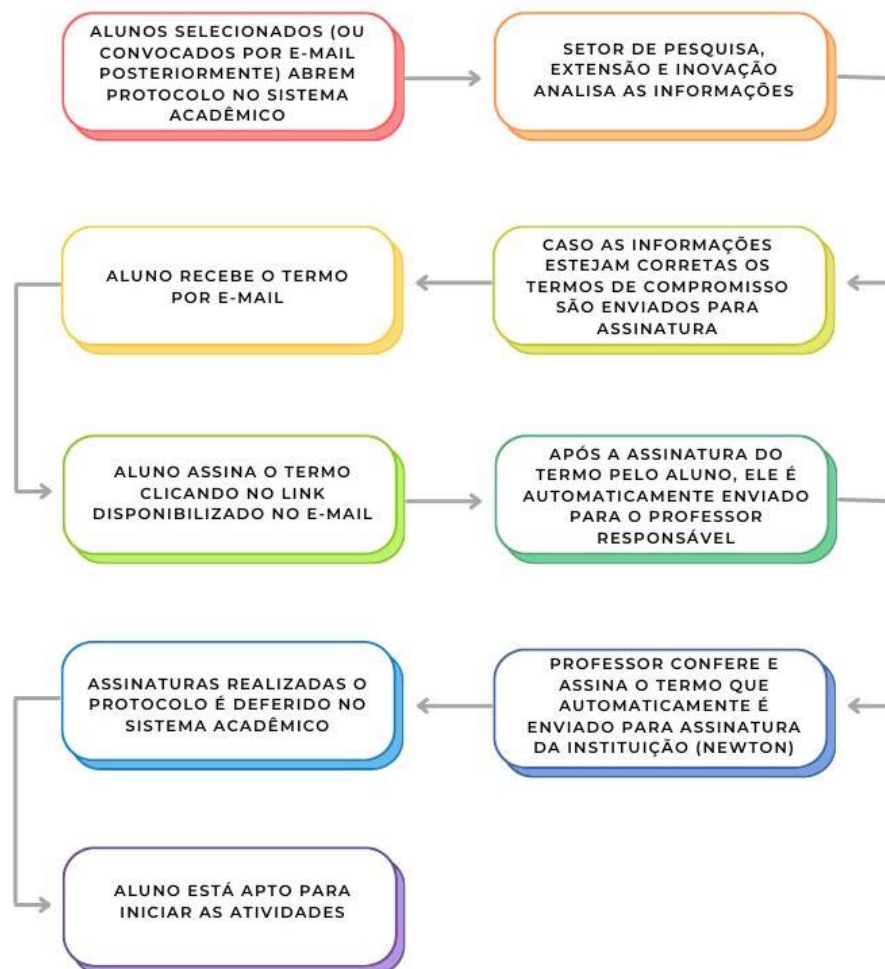 ALUNOS SELECIONADOS (OU
CONVOCADOS POR E-MAIL
POSTERIORMENTE) ABREM
PROTOCOLO NO SISTEMA
ACADÊMICO
SETOR DE PESQUISA,
EXTENSÃO E INOVAÇÃO
ANALISA AS INFORMAÇÕES
CASO AS INFORMAÇÕES
ESTEJAM CORRETAS OS
TERMOS DE COMPROMISSO
SÃO ENVIADOS PARA
ASSINATURA
ALUNO RECEBE O TERMO
POR E-MAIL
ALUNO ASSINA O TERMO
CLICANDO NO LINK
DISPONIBILIZADO NO E-MAIL
APÓS A ASSINATURA DO
TERMO PELO ALUNO, ELE É
AUTOMATICAMENTE ENVIADO
PARA O PROFESSOR
RESPONSÁVEL
PROFESSOR CONFERE E
ASSINA O TERMO QUE
AUTOMATICAMENTE É
ENVIADO PARA ASSINATURA
DA INSTITUIÇÃO (NEWTON)
ASSINATURAS REALIZADAS O
PROTOCOLO É DEFERIDO NO
SISTEMA ACADÊMICO
ALUNO ESTÁ APTO PARA
INICIAR AS ATIVIDADES